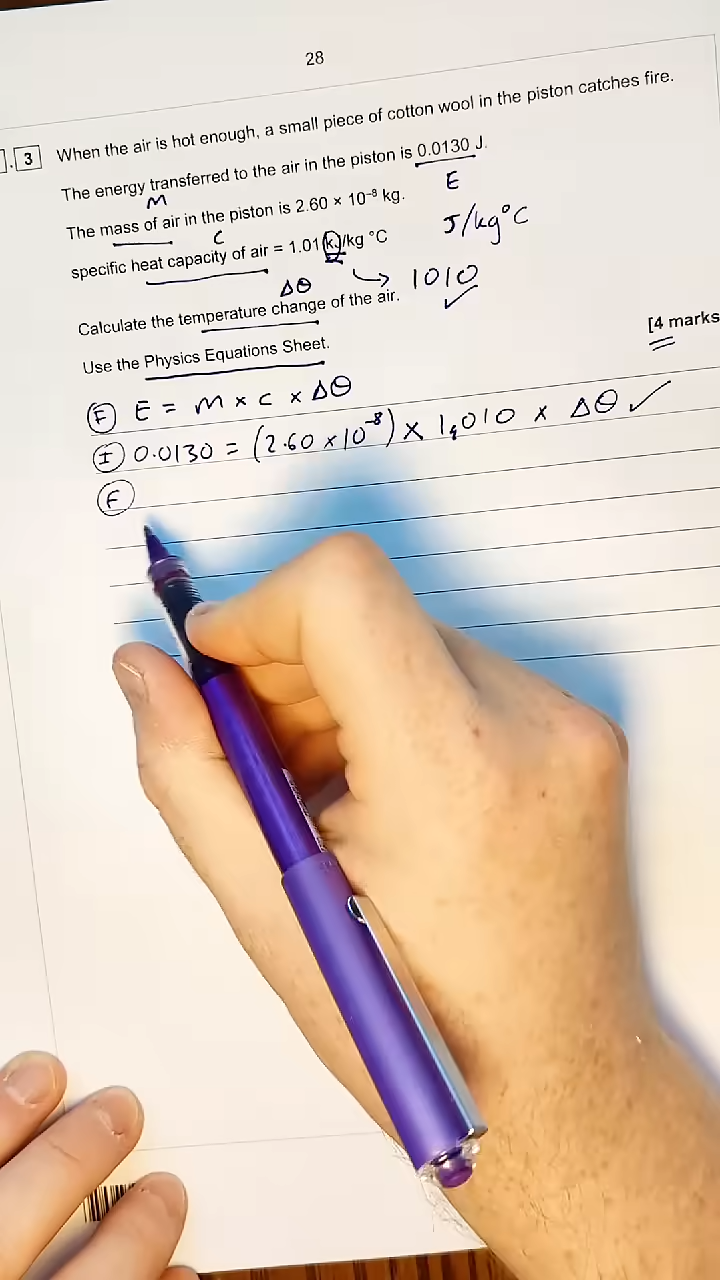 28
.3 When the air is hot enough, a small piece of cotton wool in the piston catches fire.
The energy transferred to the air in the piston is 0.0130 J.
M E
The mass of air in the piston is 2.60 × 10⁻⁸ kg.
C J/kg°C
specific heat capacity of air = 1.01 kJ/kg °C
Δθ → 1010 ✓
Calculate the temperature change of the air.
[4 marks
Use the Physics Equations Sheet.
F E = m × c × Δθ
I 0.0130 = (2.60 × 10⁻⁸) × 1,010 × Δθ ✓
F